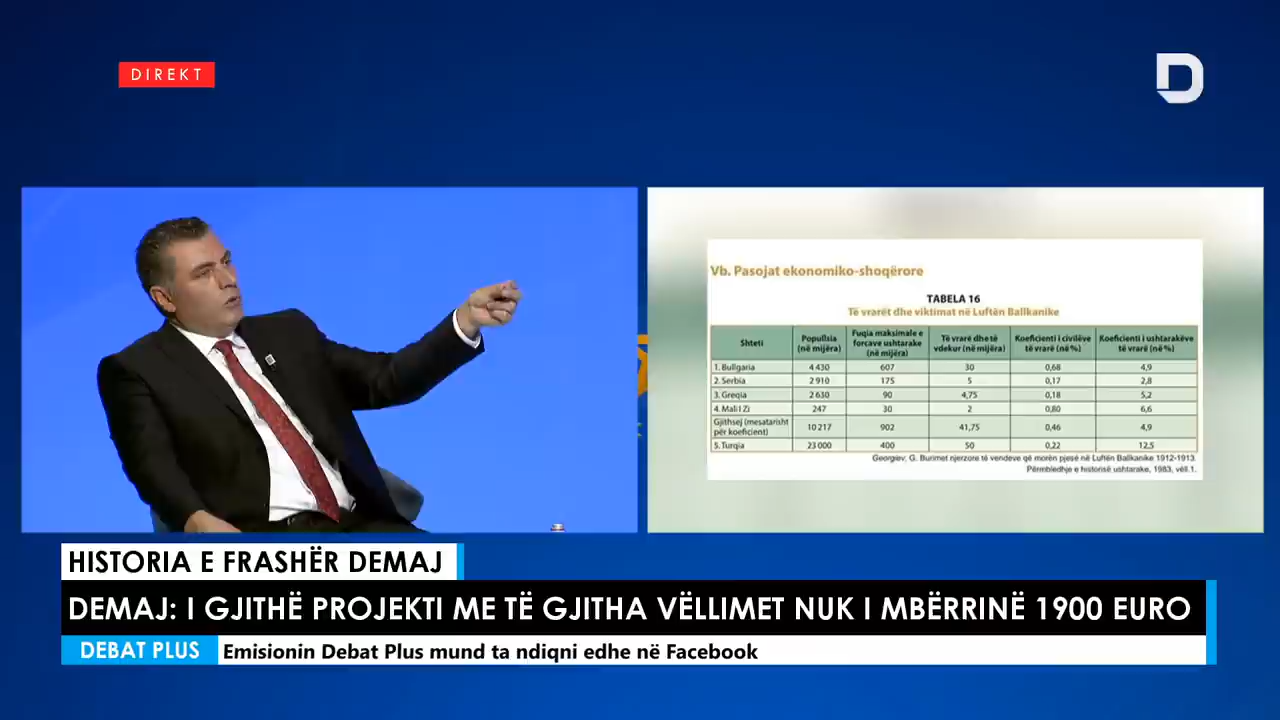 DIREKT
D
Vb. Pasojat ekonomiko-shoqërore
TABELA 16
Të vrarët dhe viktimat në Luftën Ballkanike
Shteti Popullsia (në mijëra) Fuqia maksimale e forcave ushtarake (në mijëra) Të vrarë dhe të vdekur (në mijëra) Koeficienti i civilëve të vrarë (në %) Koeficienti i ushtarakëve të vrarë (në %)
1. Bullgaria 4 430 607 30 0,68 4,9
2. Serbia 2 910 175 5 0,17 2,8
3. Greqia 2 630 90 4,75 0,18 5,2
4. Mali i Zi 247 30 2 0,80 6,6
Gjithsej (mesatarisht për koeficient) 10 217 902 41,75 0,46 4,9
5. Turqia 23 000 400 50 0,22 12,5
Georgiev, G. Burimet njerzore të vendeve që morën pjesë në Luftën Ballkanike 1912-1913.
Përmbledhje e historisë ushtarake, 1983, vëll.1.
HISTORIA E FRASHËR DEMAJ
DEMAJ: I GJITHË PROJEKTI ME TË GJITHA VËLLIMET NUK I MBËRRINË 1900 EURO
DEBAT PLUS Emisionin Debat Plus mund ta ndiqni edhe në Facebook